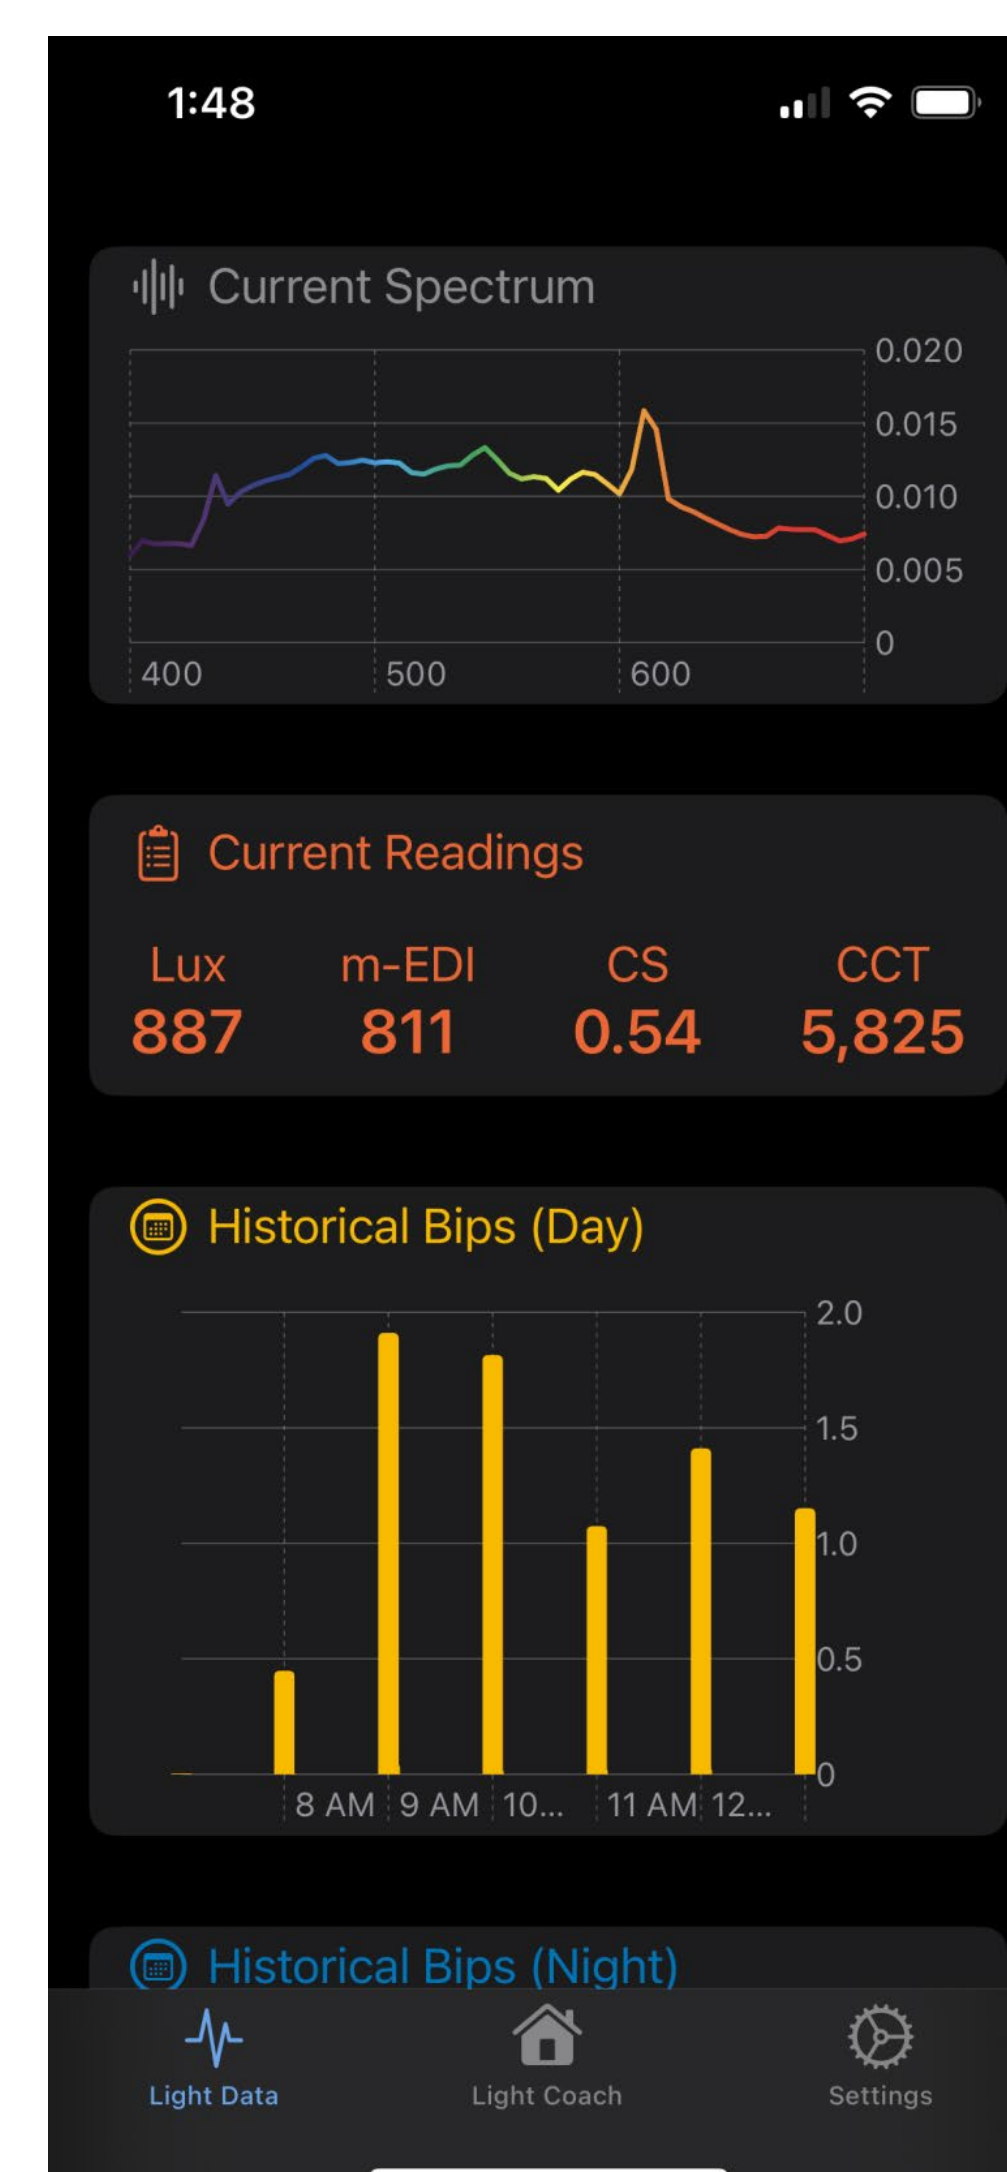 1:48
Current Spectrum
0.020
0.015
0.010
0.005
0
400 500 600
Current Readings
Lux m-EDI CS CCT
887 811 0.54 5,825
Historical Bips (Day)
2.0
1.5
1.0
0.5
0
8 AM 9 AM 10... 11 AM 12...
Historical Bips (Night)
Light Data Light Coach Settings